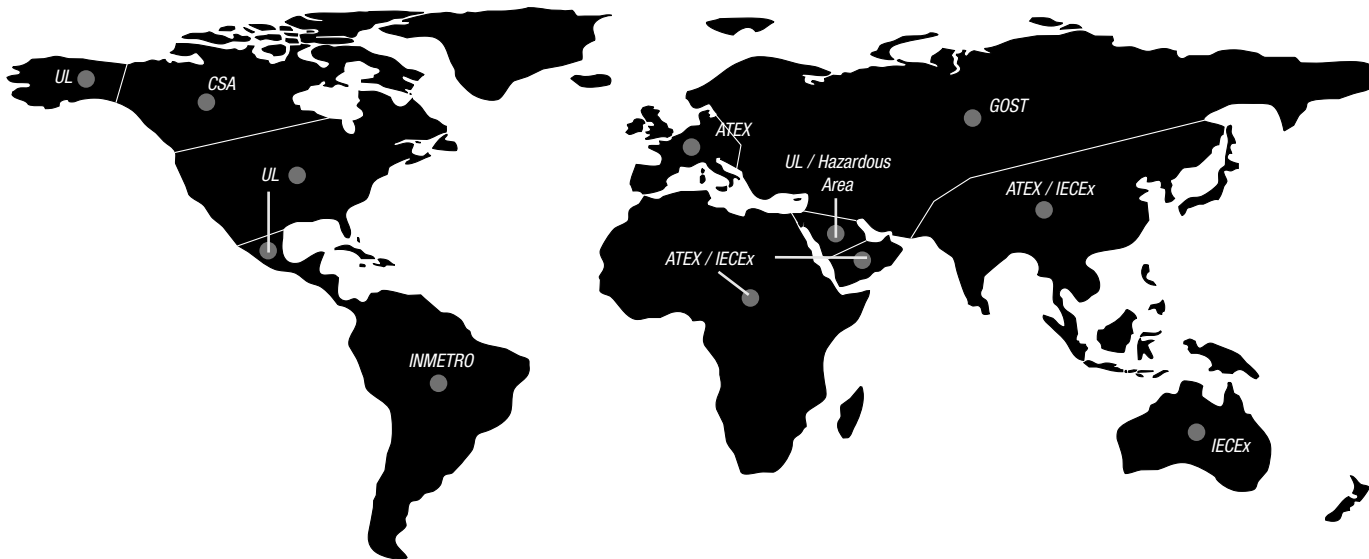 UL
CSA
UL
ATEX
GOST
UL / Hazardous
Area
ATEX / IECEx
ATEX / IECEx
INMETRO
IECEx